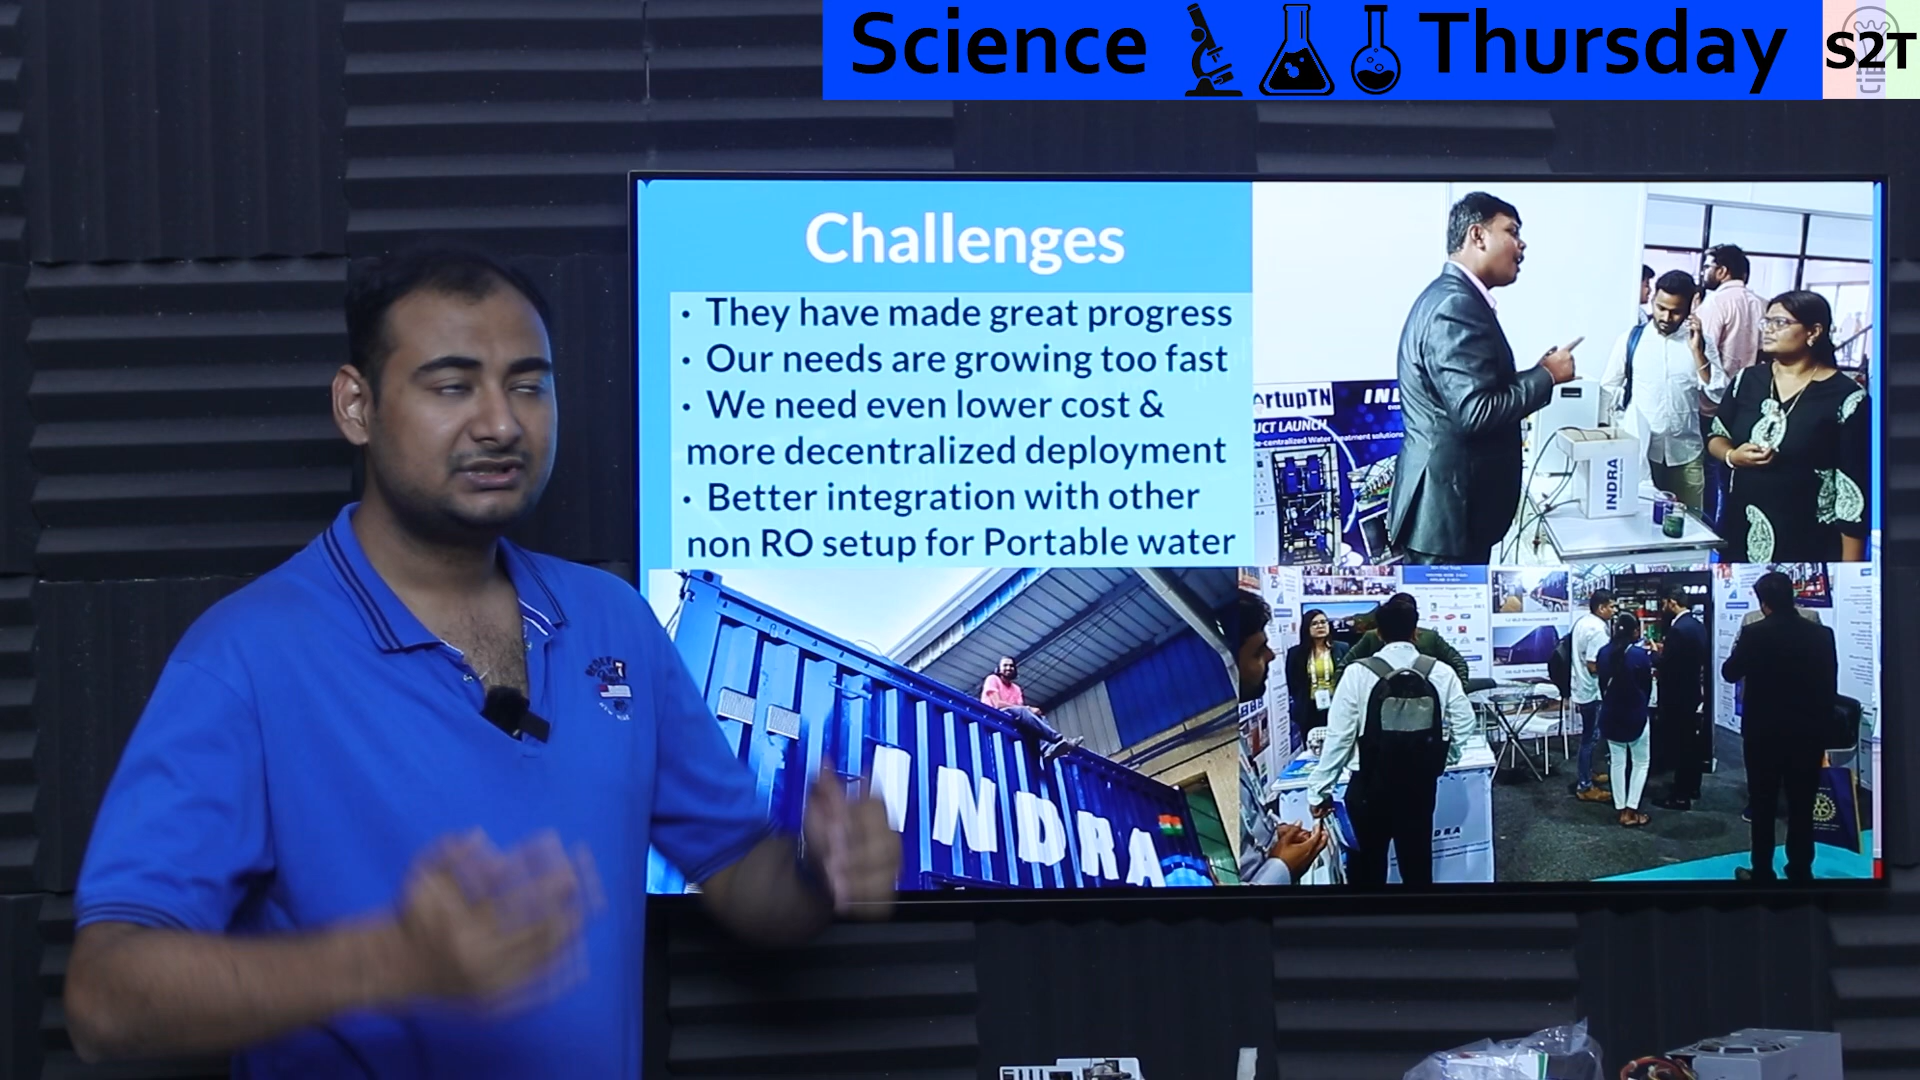 Science Thursday
S2T
Challenges
• They have made great progress
• Our needs are growing too fast
• We need even lower cost &
more decentralized deployment
• Better integration with other
non RO setup for Portable water
rtupTN
UCT LAUNCH
INDRA
INDRA